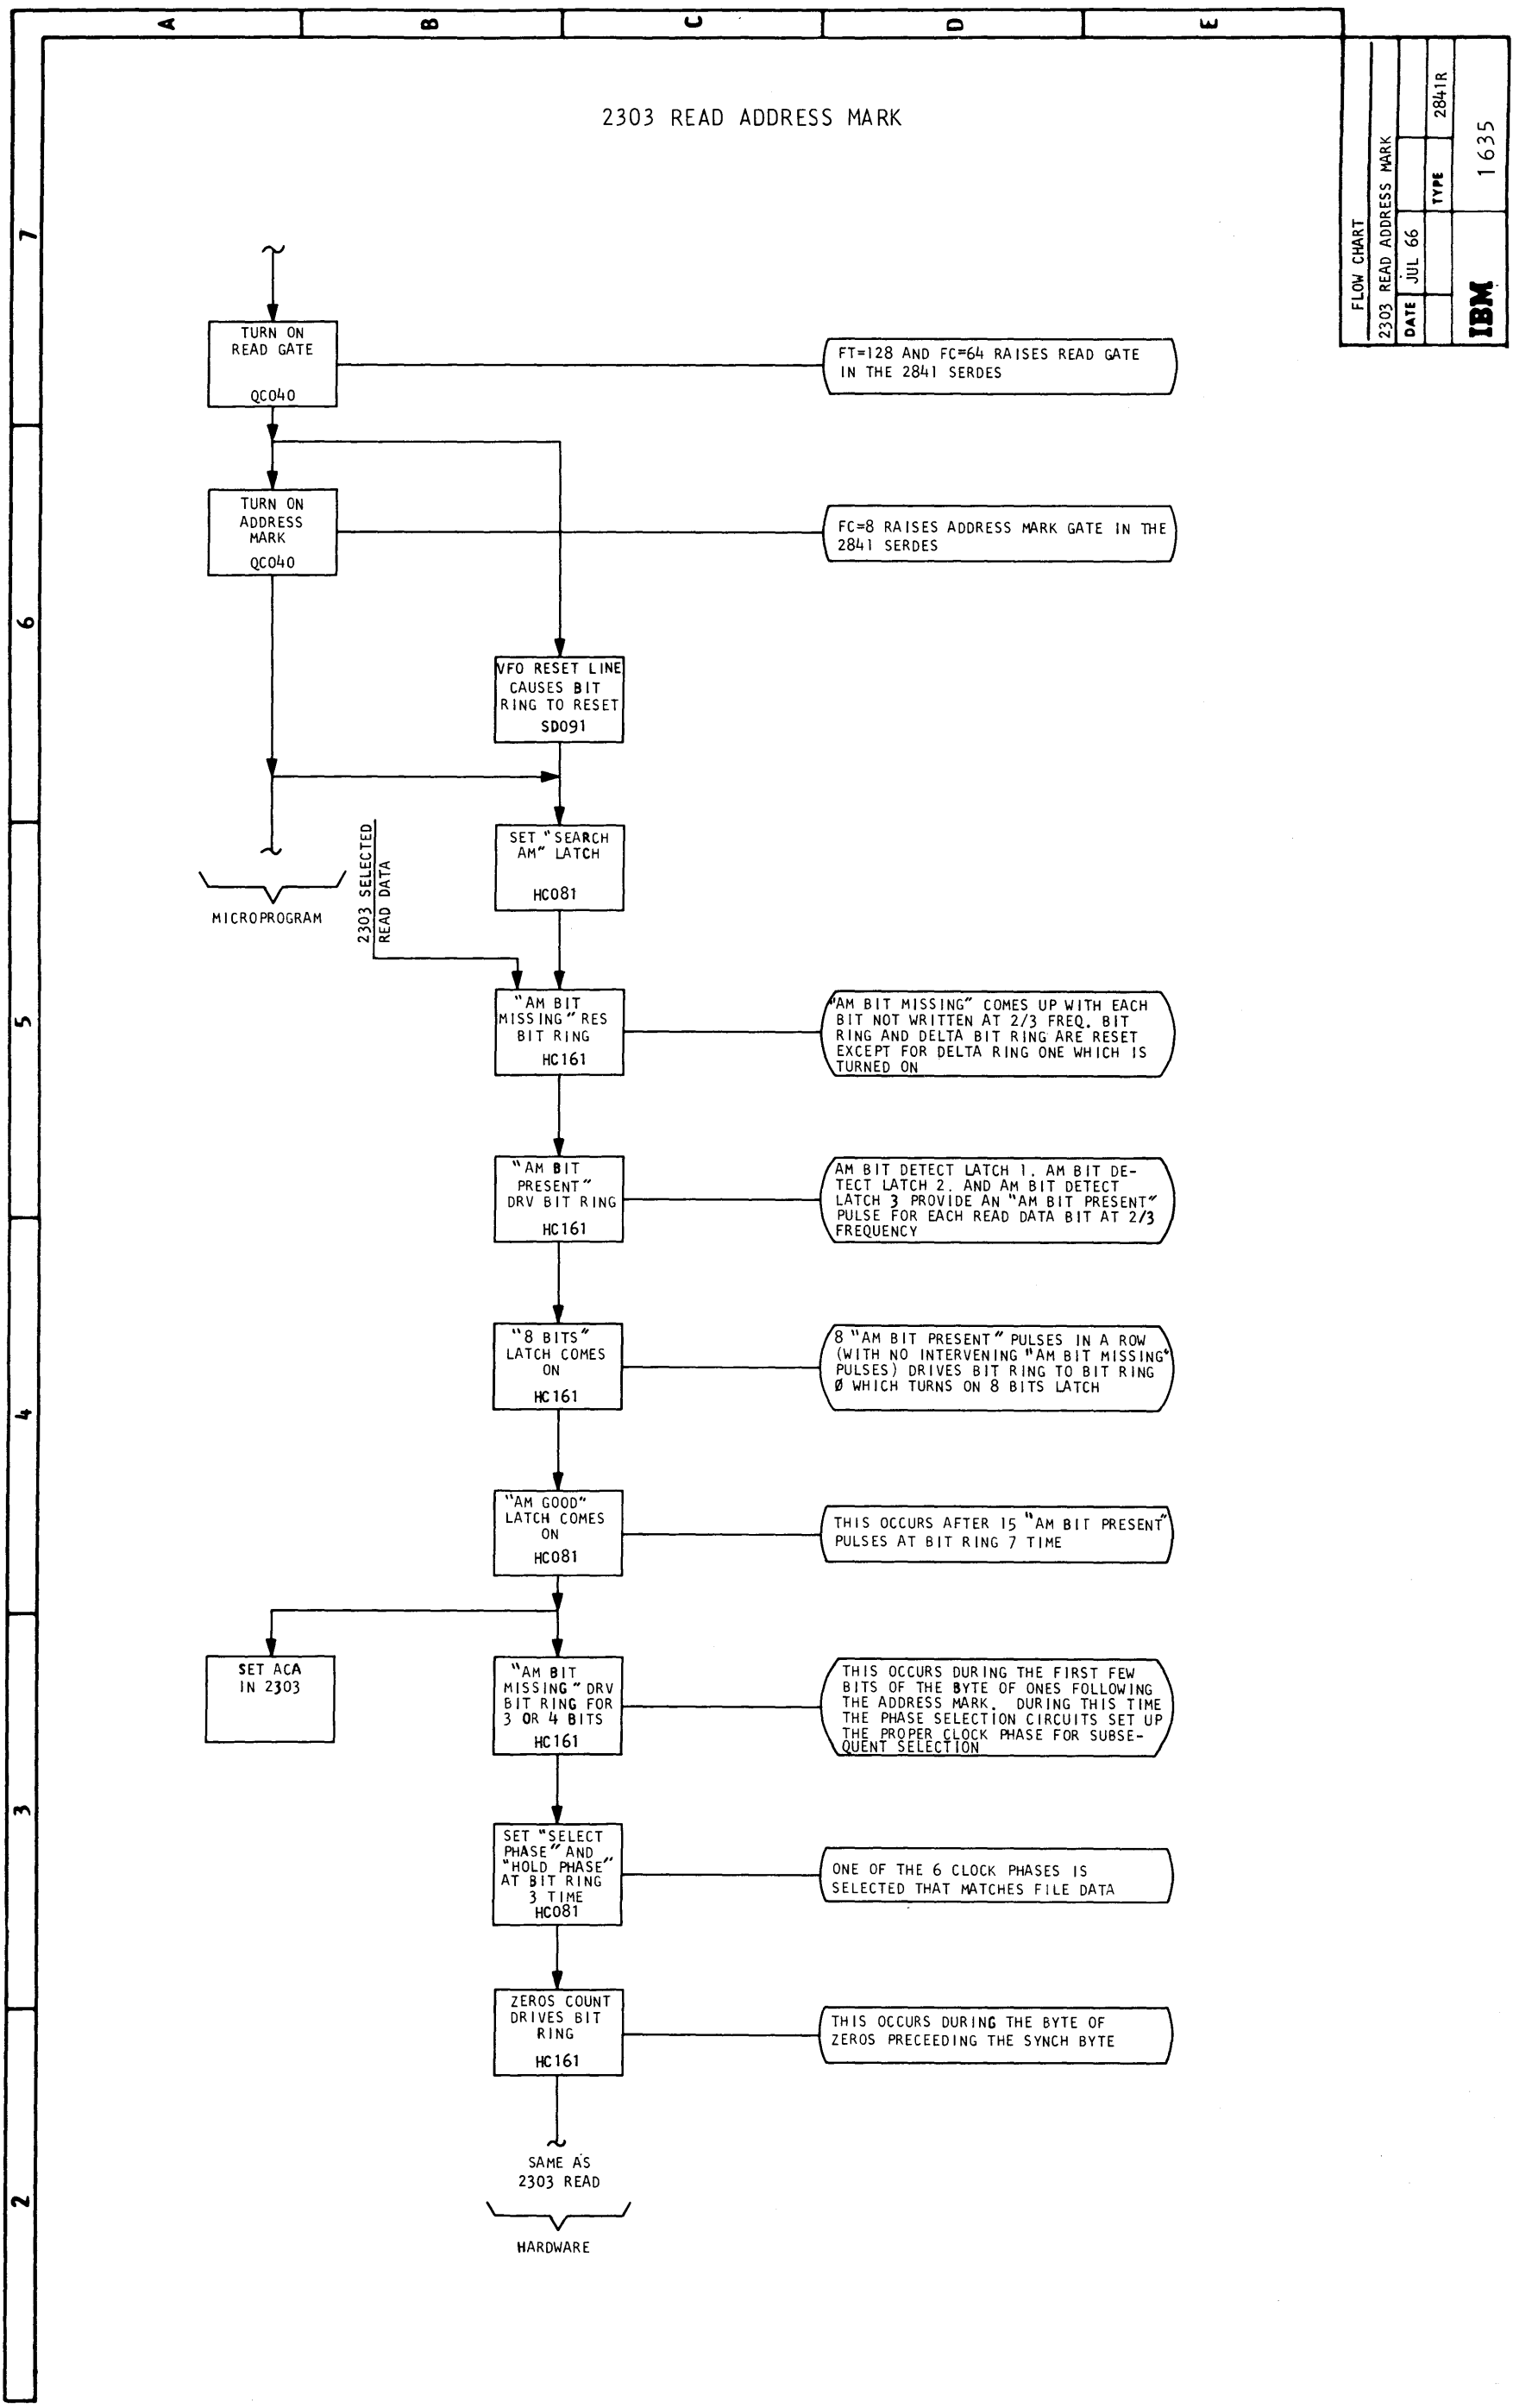 A
B
C
D
E
FLOW CHART
2303 READ ADDRESS MARK
DATE JUL 66
TYPE 2841R
IBM 1635
2303 READ ADDRESS MARK
7
TURN ON
READ GATE
QC040
FT=128 AND FC=64 RAISES READ GATE
IN THE 2841 SERDES
TURN ON
ADDRESS
MARK
QC040
FC=8 RAISES ADDRESS MARK GATE IN THE
2841 SERDES
6
VFO RESET LINE
CAUSES BIT
RING TO RESET
SD091
SET "SEARCH
AM" LATCH
HC081
MICROPROGRAM
2303 SELECTED
READ DATA
5
"AM BIT
MISSING" RES
BIT RING
HC161
"AM BIT MISSING" COMES UP WITH EACH
BIT NOT WRITTEN AT 2/3 FREQ. BIT
RING AND DELTA BIT RING ARE RESET
EXCEPT FOR DELTA RING ONE WHICH IS
TURNED ON
"AM BIT
PRESENT"
DRV BIT RING
HC161
AM BIT DETECT LATCH 1. AM BIT DE-
TECT LATCH 2. AND AM BIT DETECT
LATCH 3 PROVIDE AN "AM BIT PRESENT"
PULSE FOR EACH READ DATA BIT AT 2/3
FREQUENCY
"8 BITS"
LATCH COMES
ON
HC161
8 "AM BIT PRESENT" PULSES IN A ROW
(WITH NO INTERVENING "AM BIT MISSING"
PULSES) DRIVES BIT RING TO BIT RING
Ø WHICH TURNS ON 8 BITS LATCH
4
"AM GOOD"
LATCH COMES
ON
HC081
THIS OCCURS AFTER 15 "AM BIT PRESENT"
PULSES AT BIT RING 7 TIME
SET ACA
IN 2303
"AM BIT
MISSING" DRV
BIT RING FOR
3 OR 4 BITS
HC161
THIS OCCURS DURING THE FIRST FEW
BITS OF THE BYTE OF ONES FOLLOWING
THE ADDRESS MARK. DURING THIS TIME
THE PHASE SELECTION CIRCUITS SET UP
THE PROPER CLOCK PHASE FOR SUBSE-
QUENT SELECTION
3
SET "SELECT
PHASE" AND
"HOLD PHASE"
AT BIT RING
3 TIME
HC081
ONE OF THE 6 CLOCK PHASES IS
SELECTED THAT MATCHES FILE DATA
ZEROS COUNT
DRIVES BIT
RING
HC161
THIS OCCURS DURING THE BYTE OF
ZEROS PRECEEDING THE SYNCH BYTE
2
SAME AS
2303 READ
HARDWARE